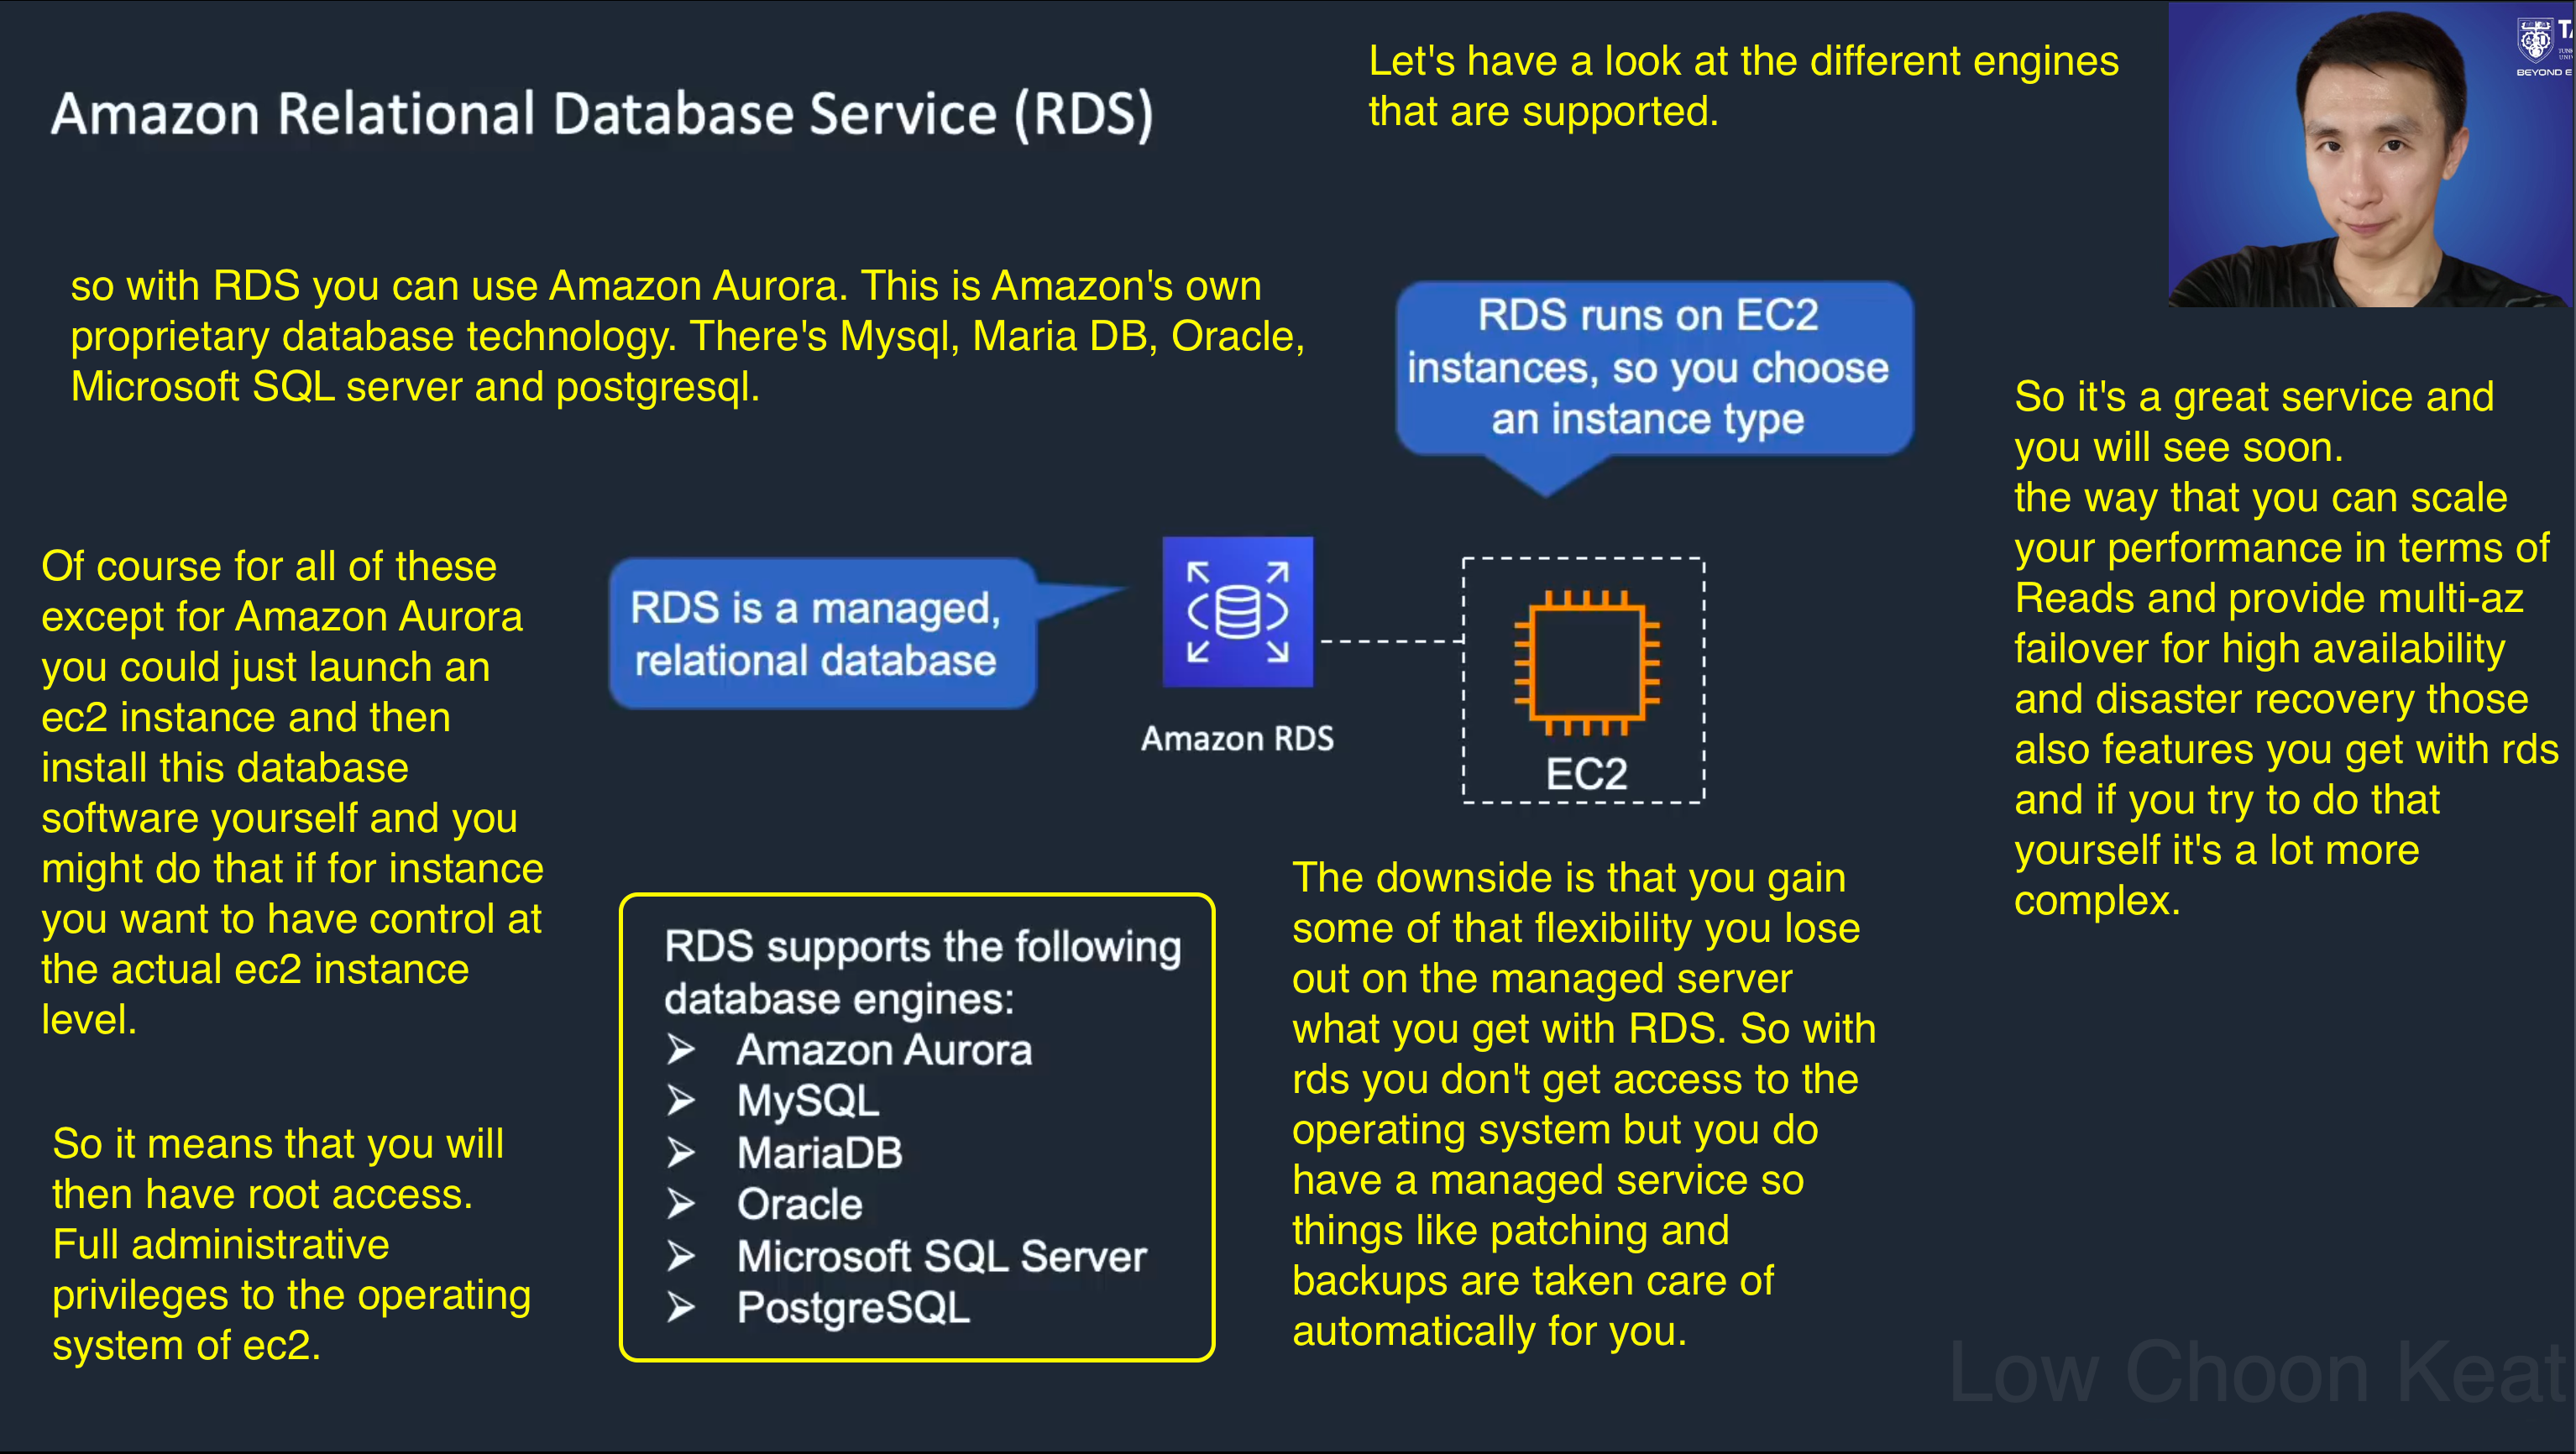 Amazon Relational Database Service (RDS)
Let's have a look at the different engines
that are supported.
BEYOND E
so with RDS you can use Amazon Aurora. This is Amazon's own
proprietary database technology. There's Mysql, Maria DB, Oracle,
Microsoft SQL server and postgresql.
RDS runs on EC2
instances, so you choose
an instance type
So it's a great service and
you will see soon.
the way that you can scale
your performance in terms of
Reads and provide multi-az
failover for high availability
and disaster recovery those
also features you get with rds
and if you try to do that
yourself it's a lot more
complex.
Of course for all of these
except for Amazon Aurora
you could just launch an
ec2 instance and then
install this database
software yourself and you
might do that if for instance
you want to have control at
the actual ec2 instance
level.
RDS is a managed,
relational database
Amazon RDS
EC2
So it means that you will
then have root access.
Full administrative
privileges to the operating
system of ec2.
RDS supports the following
database engines:
➢ Amazon Aurora
➢ MySQL
➢ MariaDB
➢ Oracle
➢ Microsoft SQL Server
➢ PostgreSQL
The downside is that you gain
some of that flexibility you lose
out on the managed server
what you get with RDS. So with
rds you don't get access to the
operating system but you do
have a managed service so
things like patching and
backups are taken care of
automatically for you.
Low Choon Keat